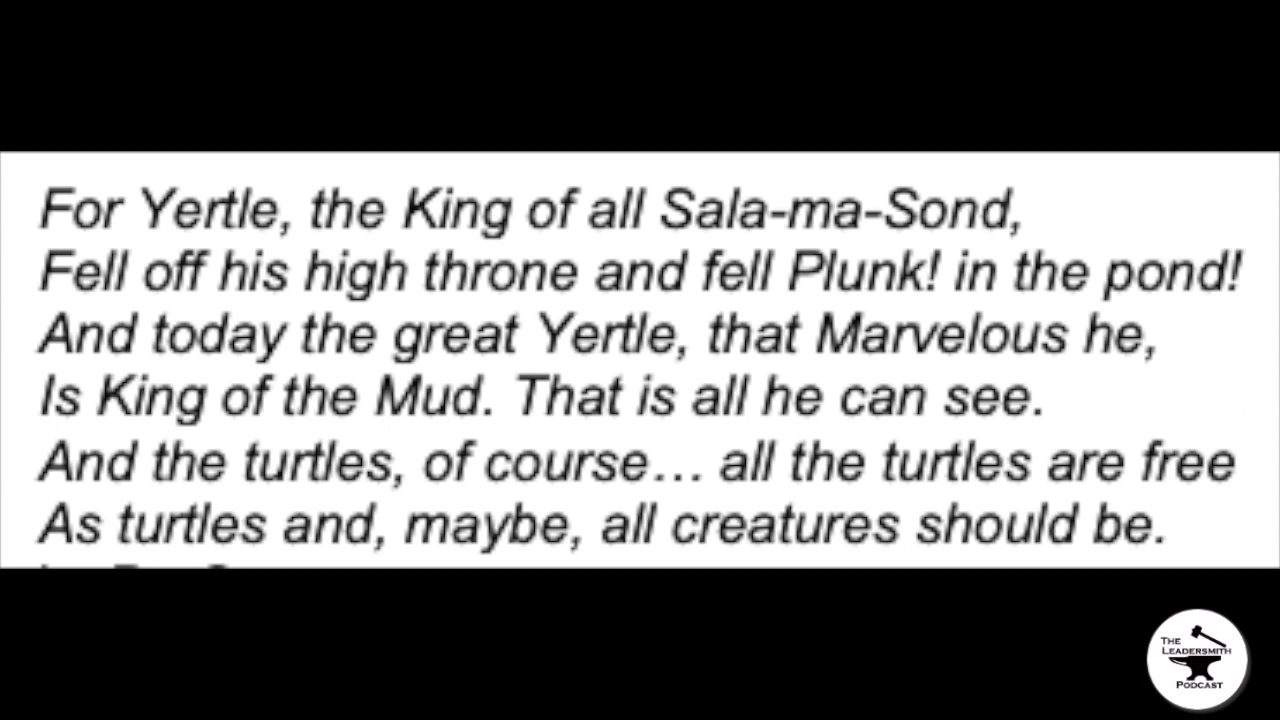 For Yertle, the King of all Sala-ma-Sond,
Fell off his high throne and fell Plunk! in the pond!
And today the great Yertle, that Marvelous he,
Is King of the Mud. That is all he can see.
And the turtles, of course... all the turtles are free
As turtles and, maybe, all creatures should be.
THE
LEADERSMITH
PODCAST